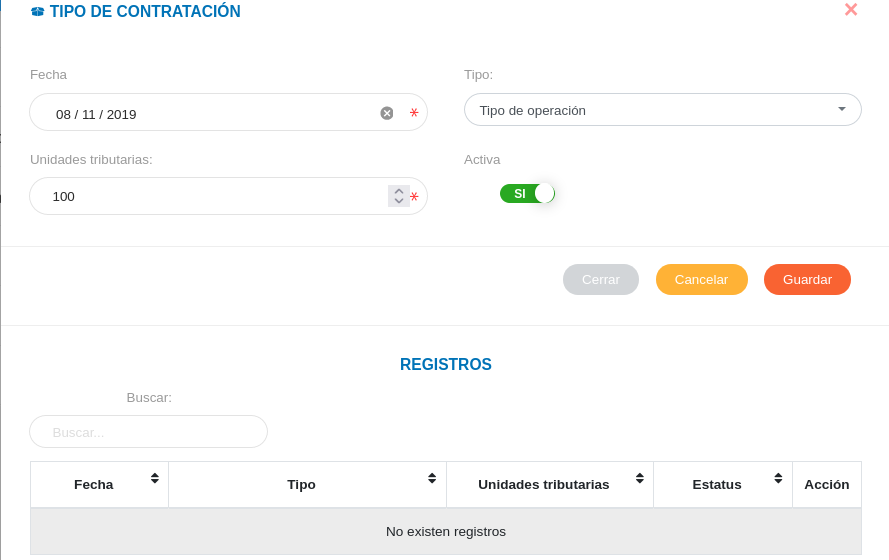 TIPO DE CONTRATACIÓN
Fecha
Tipo:
08 / 11 / 2019 *
Tipo de operación
Unidades tributarias:
Activa
100 *
SI
Cerrar Cancelar Guardar
REGISTROS
Buscar:
Buscar...
Fecha Tipo Unidades tributarias Estatus Acción
No existen registros